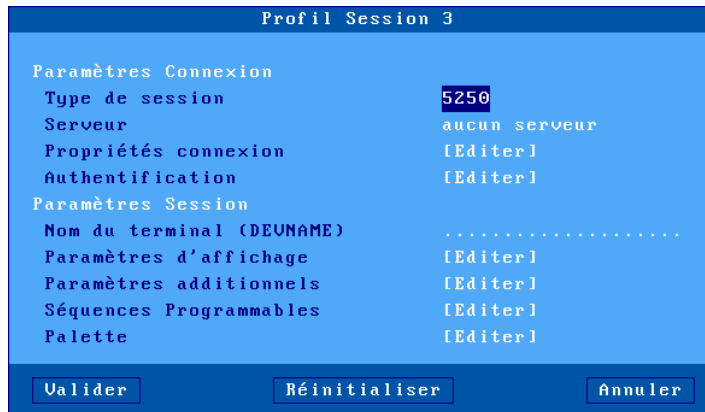 Profil Session 3
Paramètres Connexion
Type de session 5250
Serveur aucun serveur
Propriétés connexion [Editer]
Authentification [Editer]
Paramètres Session
Nom du terminal (DEVNAME) ....................
Paramètres d'affichage [Editer]
Paramètres additionnels [Editer]
Séquences Programmables [Editer]
Palette [Editer]
Valider Réinitialiser Annuler